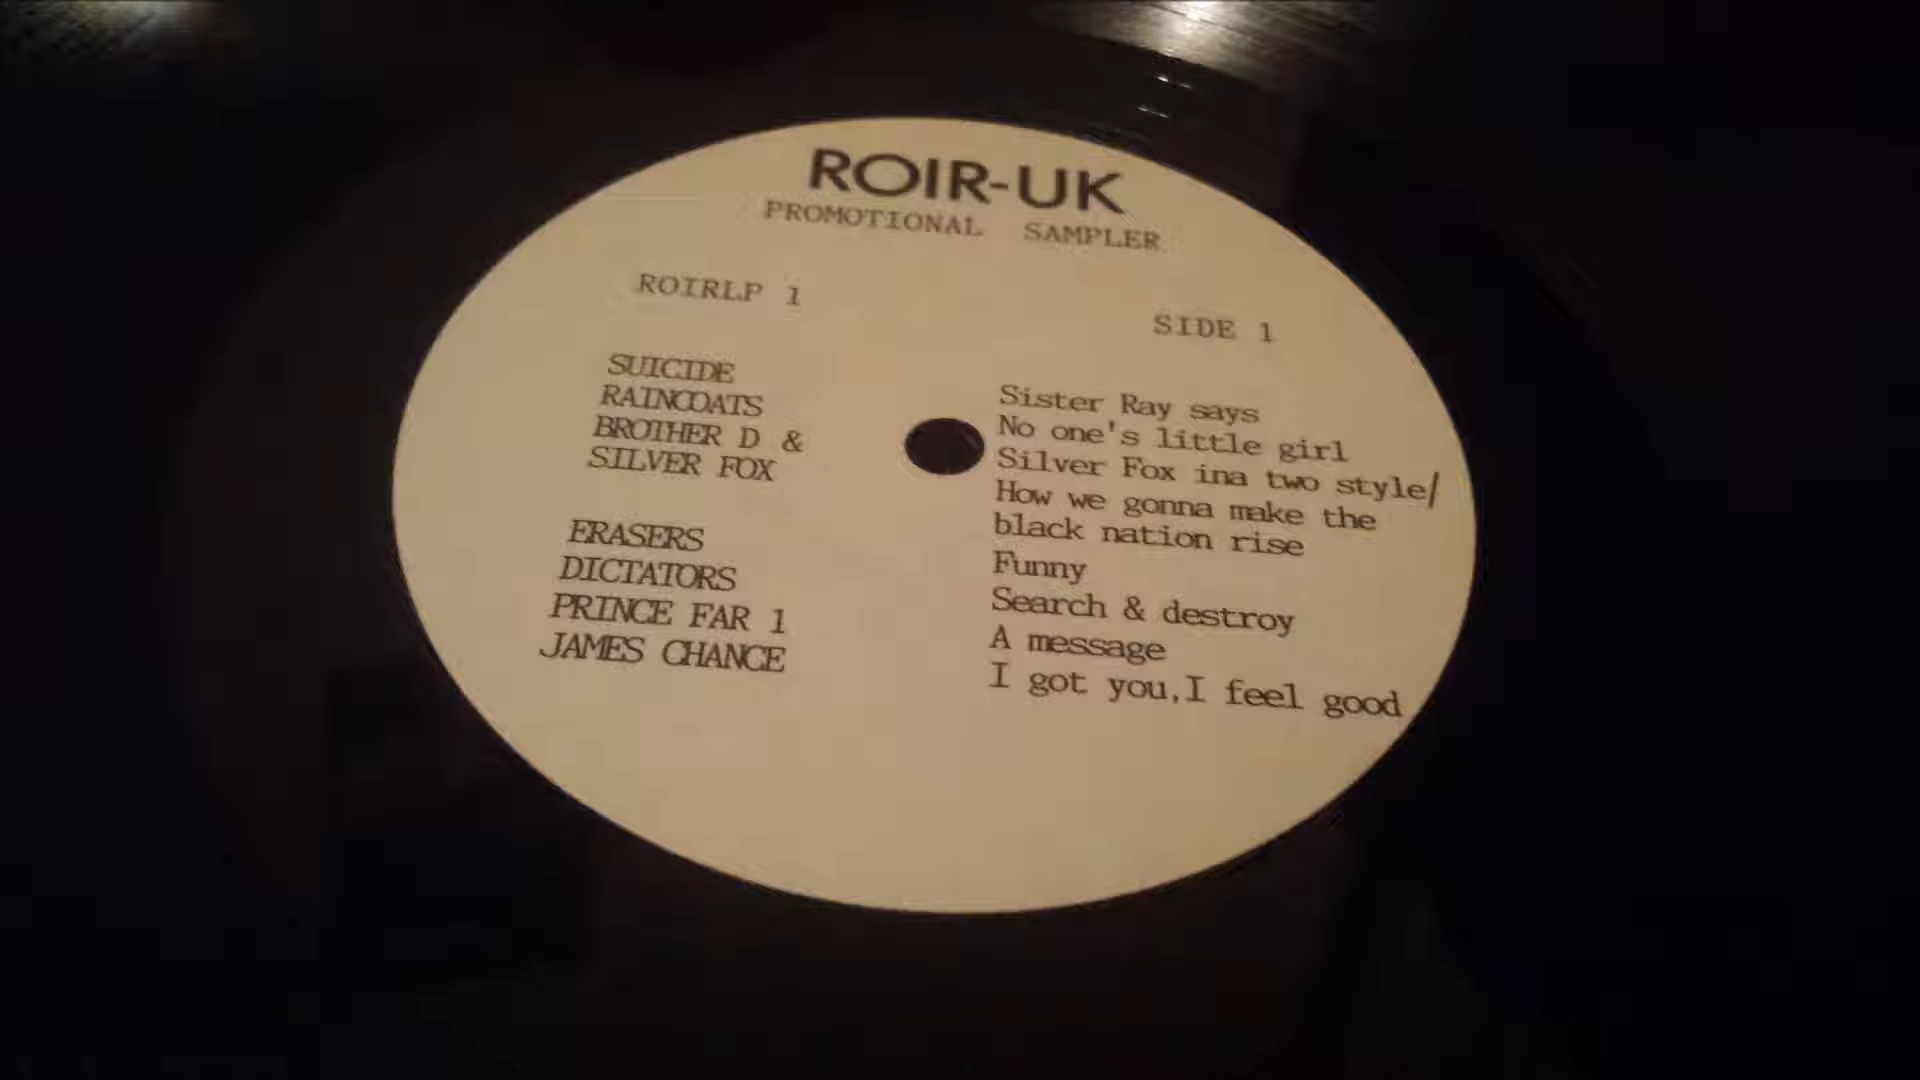 ROIR-UK
PROMOTIONAL SAMPLER
ROIRLP 1
SIDE 1
SUICIDE Sister Ray says
RAINCOATS No one's little girl
BROTHER D & Silver Fox ina two style/
SILVER FOX How we gonna make the
black nation rise
ERASERS Funny
DICTATORS Search & destroy
PRINCE FAR 1 A message
JAMES CHANCE I got you,I feel good